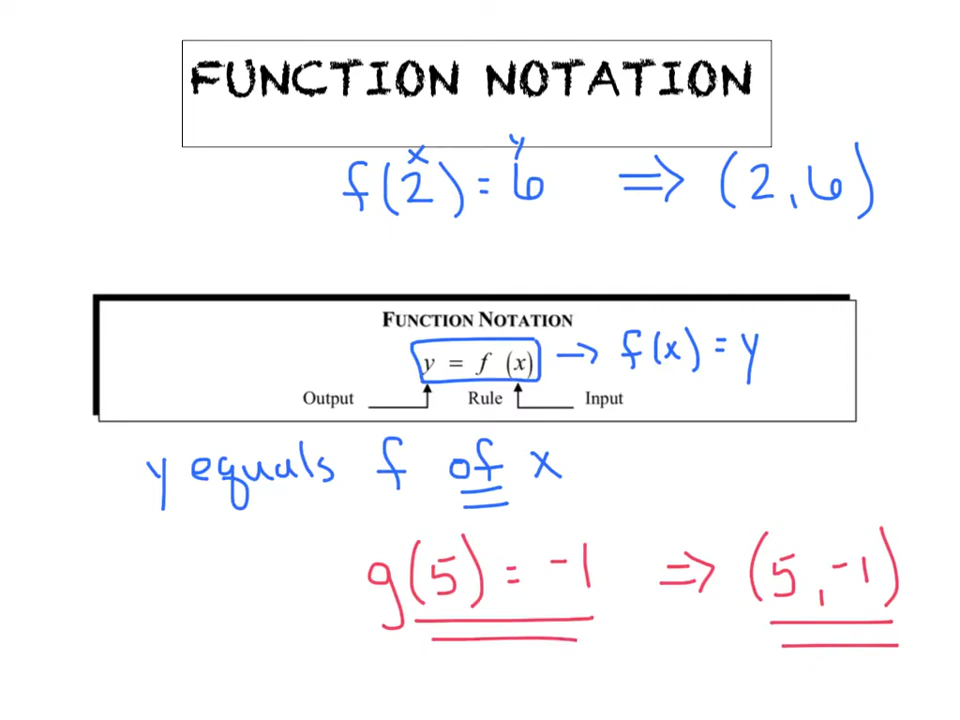 FUNCTION NOTATION
x y
f(2) = 6 ⇒ (2, 6)
FUNCTION NOTATION
y = f (x) → f(x) = y
Output Rule Input
y equals f of x
g(5) = -1 ⇒ (5, -1)